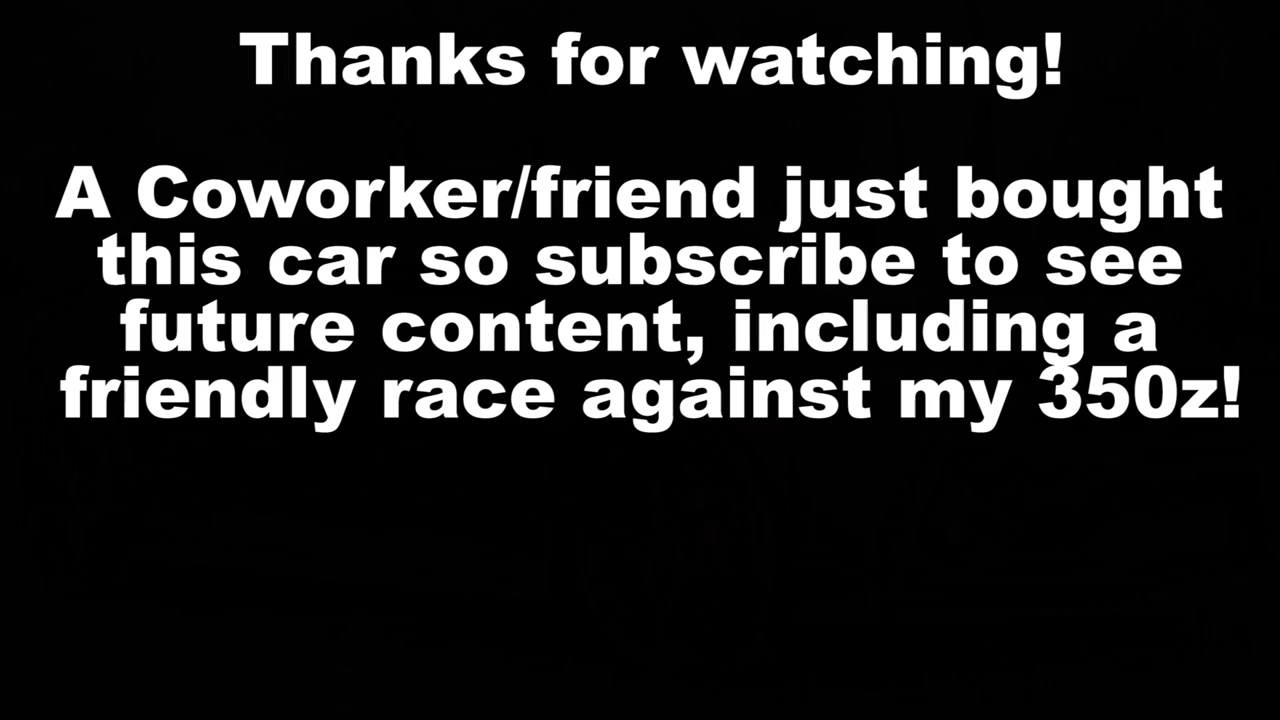 Thanks for watching!
A Coworker/friend just bought
this car so subscribe to see
future content, including a
friendly race against my 350z!